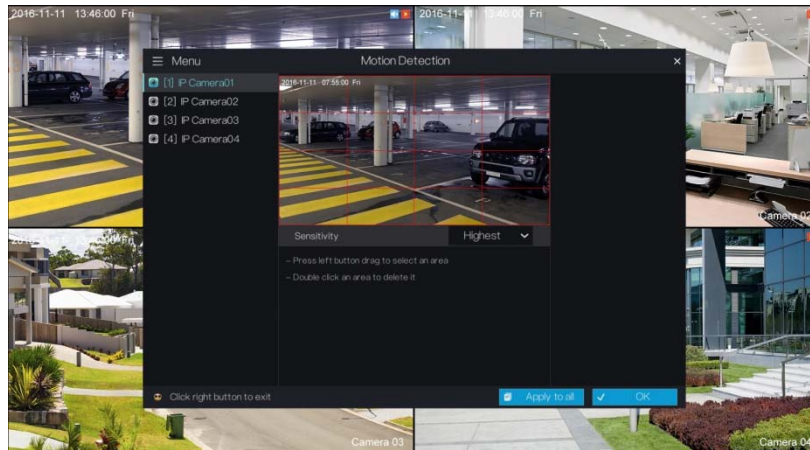 2016-11-11 13:46:00 Fri
2016-11-11 13:46:00 Fri
Menu
Motion Detection
[1] IP Camera01
[2] IP Camera02
[3] IP Camera03
[4] IP Camera04
2016-11-11 07:55:00 Fri
Camera 02
Sensitivity
Highest
- Press left button drag to select an area
- Double click an area to delete it
Click right button to exit
Apply to all
OK
Camera 03
Camera 04